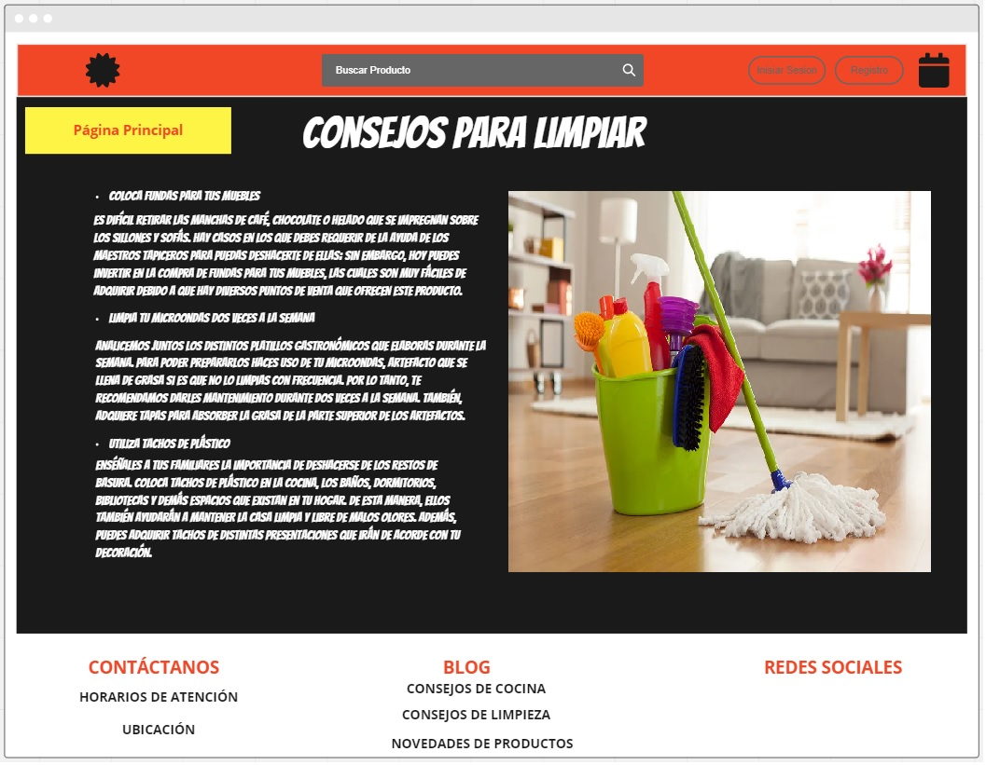 Buscar Producto
Inisiar Sesion
Registro
Página Principal
CONSEJOS PARA LIMPIAR
• COLOCA FUNDAS PARA TUS MUEBLES
ES DIFÍCIL RETIRAR LAS MANCHAS DE CAFÉ, CHOCOLATE O HELADO QUE SE IMPREGNAN SOBRE
LOS SILLONES Y SOFÁS. HAY CASOS EN LOS QUE DEBES REQUERIR DE LA AYUDA DE LOS
MAESTROS TAPICEROS PARA PUEDAS DESHACERTE DE ELLAS; SIN EMBARGO, HOY PUEDES
INVERTIR EN LA COMPRA DE FUNDAS PARA TUS MUEBLES, LAS CUALES SON MUY FÁCILES DE
ADQUIRIR DEBIDO A QUE HAY DIVERSOS PUNTOS DE VENTA QUE OFRECEN ESTE PRODUCTO.
• LIMPIA TU MICROONDAS DOS VECES A LA SEMANA
ANALICEMOS JUNTOS LOS DISTINTOS PLATILLOS GASTRONÓMICOS QUE ELABORAS DURANTE LA
SEMANA. PARA PODER PREPARARLOS HACES USO DE TU MICROONDAS, ARTEFACTO QUE SE
LLENA DE GRASA SI ES QUE NO LO LIMPIAS CON FRECUENCIA. POR LO TANTO, TE
RECOMENDAMOS DARLES MANTENIMIENTO DURANTE DOS VECES A LA SEMANA. TAMBIÉN,
ADQUIERE TAPAS PARA ABSORBER LA GRASA DE LA PARTE SUPERIOR DE LOS ARTEFACTOS.
• UTILIZA TACHOS DE PLÁSTICO
ENSÉÑALES A TUS FAMILIARES LA IMPORTANCIA DE DESHACERSE DE LOS RESTOS DE
BASURA. COLOCA TACHOS DE PLÁSTICO EN LA COCINA, LOS BAÑOS, DORMITORIOS,
BIBLIOTECAS Y DEMÁS ESPACIOS QUE EXISTAN EN TU HOGAR. DE ESTA MANERA, ELLOS
TAMBIÉN AYUDARÁN A MANTENER LA CASA LIMPIA Y LIBRE DE MALOS OLORES. ADEMÁS,
PUEDES ADQUIRIR TACHOS DE DISTINTAS PRESENTACIONES QUE IRÁN DE ACORDE CON TU
DECORACIÓN.
CONTÁCTANOS
HORARIOS DE ATENCIÓN
UBICACIÓN
BLOG
CONSEJOS DE COCINA
CONSEJOS DE LIMPIEZA
NOVEDADES DE PRODUCTOS
REDES SOCIALES